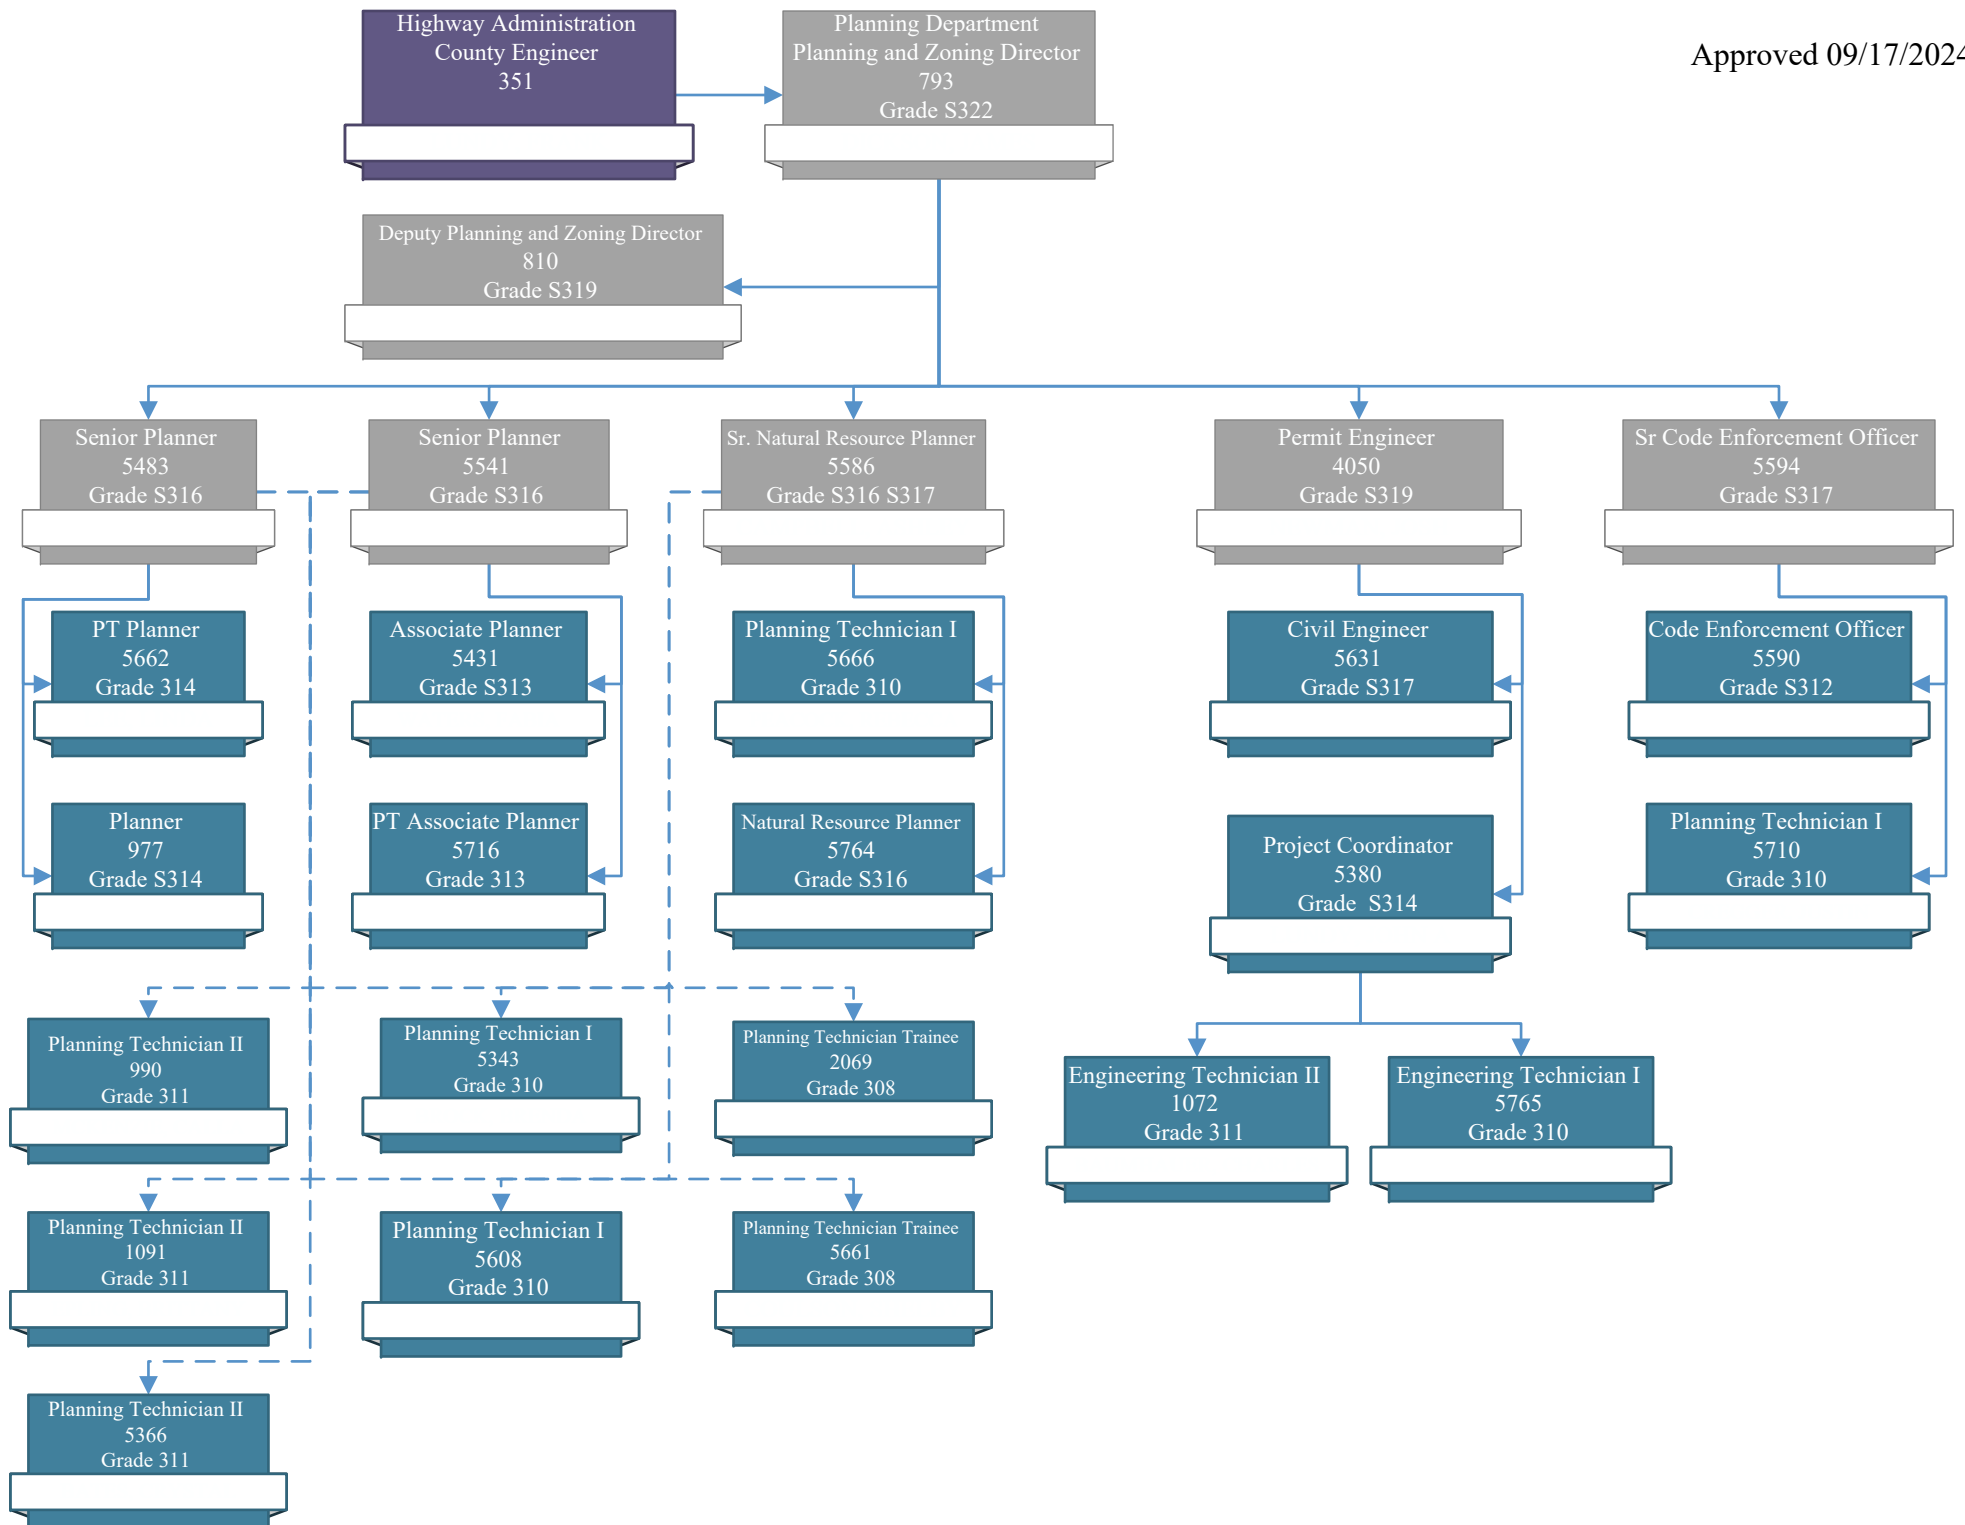 Highway Administration
County Engineer
351
Planning Department
Planning and Zoning Director
793
Grade S322
Approved 09/17/2024
Deputy Planning and Zoning Director
810
Grade S319
Senior Planner
5483
Grade S316
Senior Planner
5541
Grade S316
Sr. Natural Resource Planner
5586
Grade S316 S317
Permit Engineer
4050
Grade S319
Sr Code Enforcement Officer
5594
Grade S317
PT Planner
5662
Grade 314
Associate Planner
5431
Grade S313
Planning Technician I
5666
Grade 310
Civil Engineer
5631
Grade S317
Code Enforcement Officer
5590
Grade S312
Planner
977
Grade S314
PT Associate Planner
5716
Grade 313
Natural Resource Planner
5764
Grade S316
Project Coordinator
5380
Grade  S314
Planning Technician I
5710
Grade 310
Planning Technician II
990
Grade 311
Planning Technician I
5343
Grade 310
Planning Technician Trainee
2069
Grade 308
Engineering Technician II
1072
Grade 311
Engineering Technician I
5765
Grade 310
Planning Technician II
1091
Grade 311
Planning Technician I
5608
Grade 310
Planning Technician Trainee
5661
Grade 308
Planning Technician II
5366
Grade 311